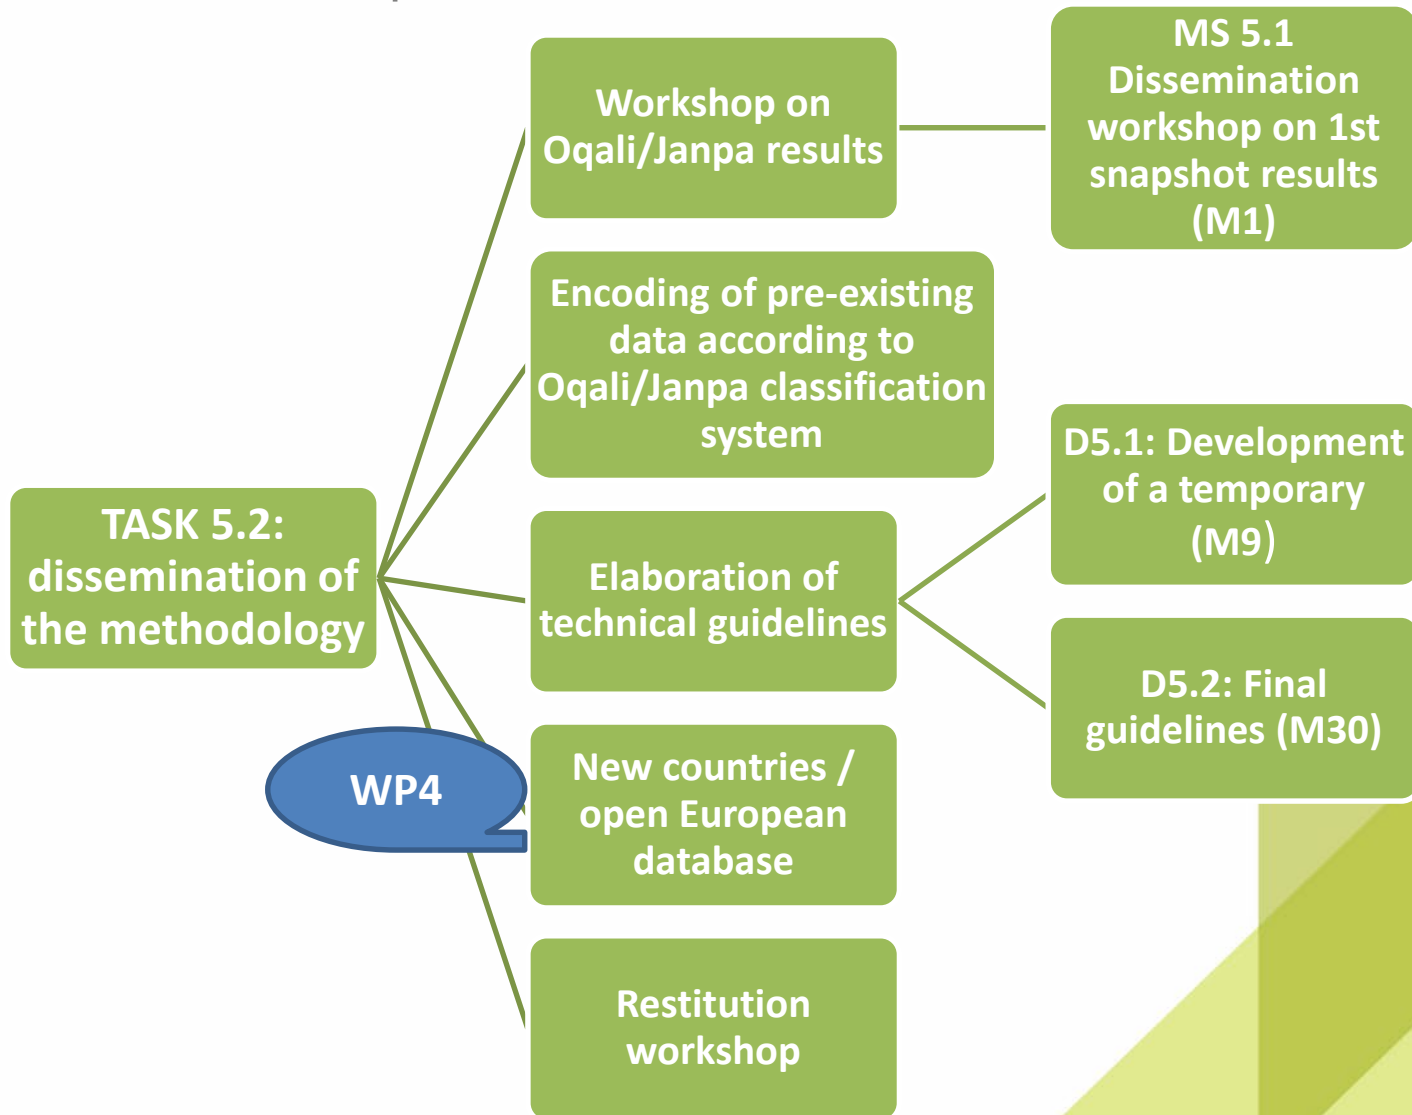 TASK 5.2:
dissemination of
the methodology
Workshop on
Oqali/Janpa results
MS 5.1
Dissemination
workshop on 1st
snapshot results
(M1)
Encoding of pre-existing
data according to
Oqali/Janpa classification
system
Elaboration of
technical guidelines
D5.1: Development
of a temporary
(M9)
D5.2: Final
guidelines (M30)
WP4
New countries /
open European
database
Restitution
workshop